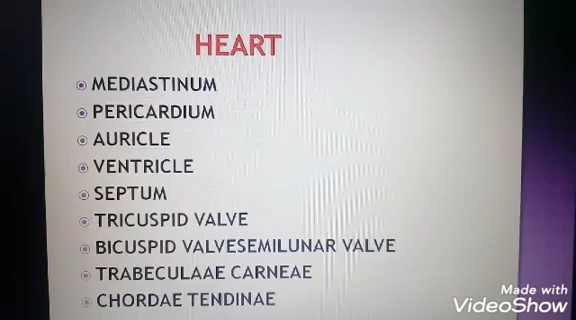 HEART
MEDIASTINUM
PERICARDIUM
AURICLE
VENTRICLE
SEPTUM
TRICUSPID VALVE
BICUSPID VALVESEMILUNAR VALVE
TRABECULAAE CARNEAE
CHORDAE TENDINAE
Made with
VideoShow